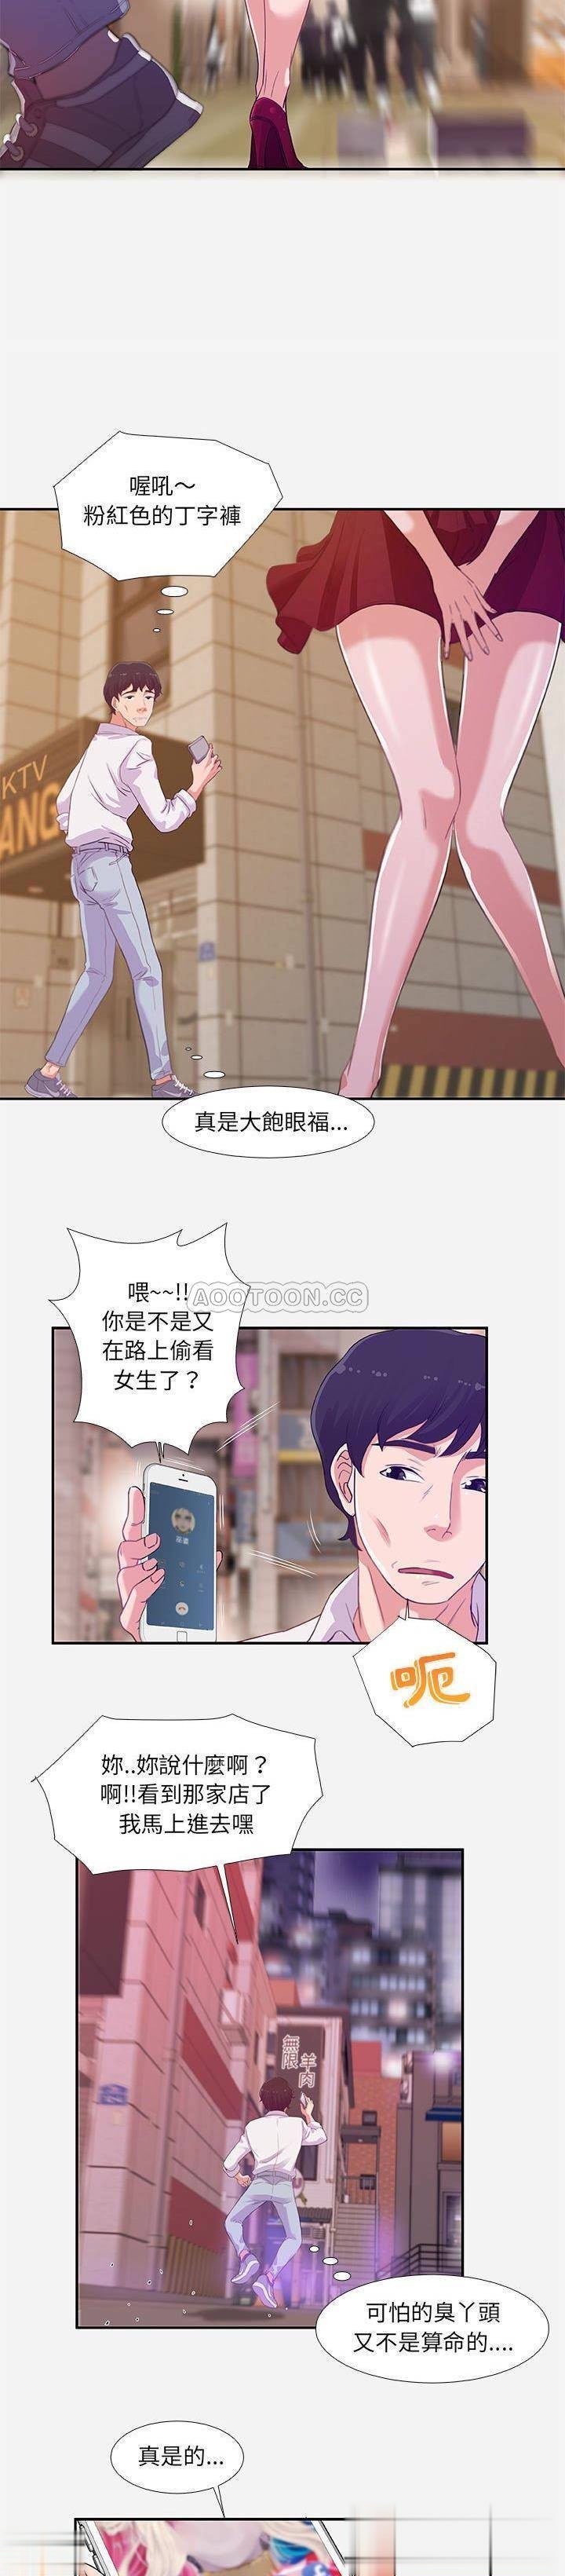 喔吼～
粉紅色的丁字褲
KTV
ANG
真是大飽眼福...
喂~~!!
你是不是又
在路上偷看
女生了？
AOOTOON.CC
巫婆
呃
妳..妳說什麼啊？
啊!!看到那家店了
我馬上進去嘿
無限
羊肉
可怕的臭丫頭
又不是算命的....
真是的...